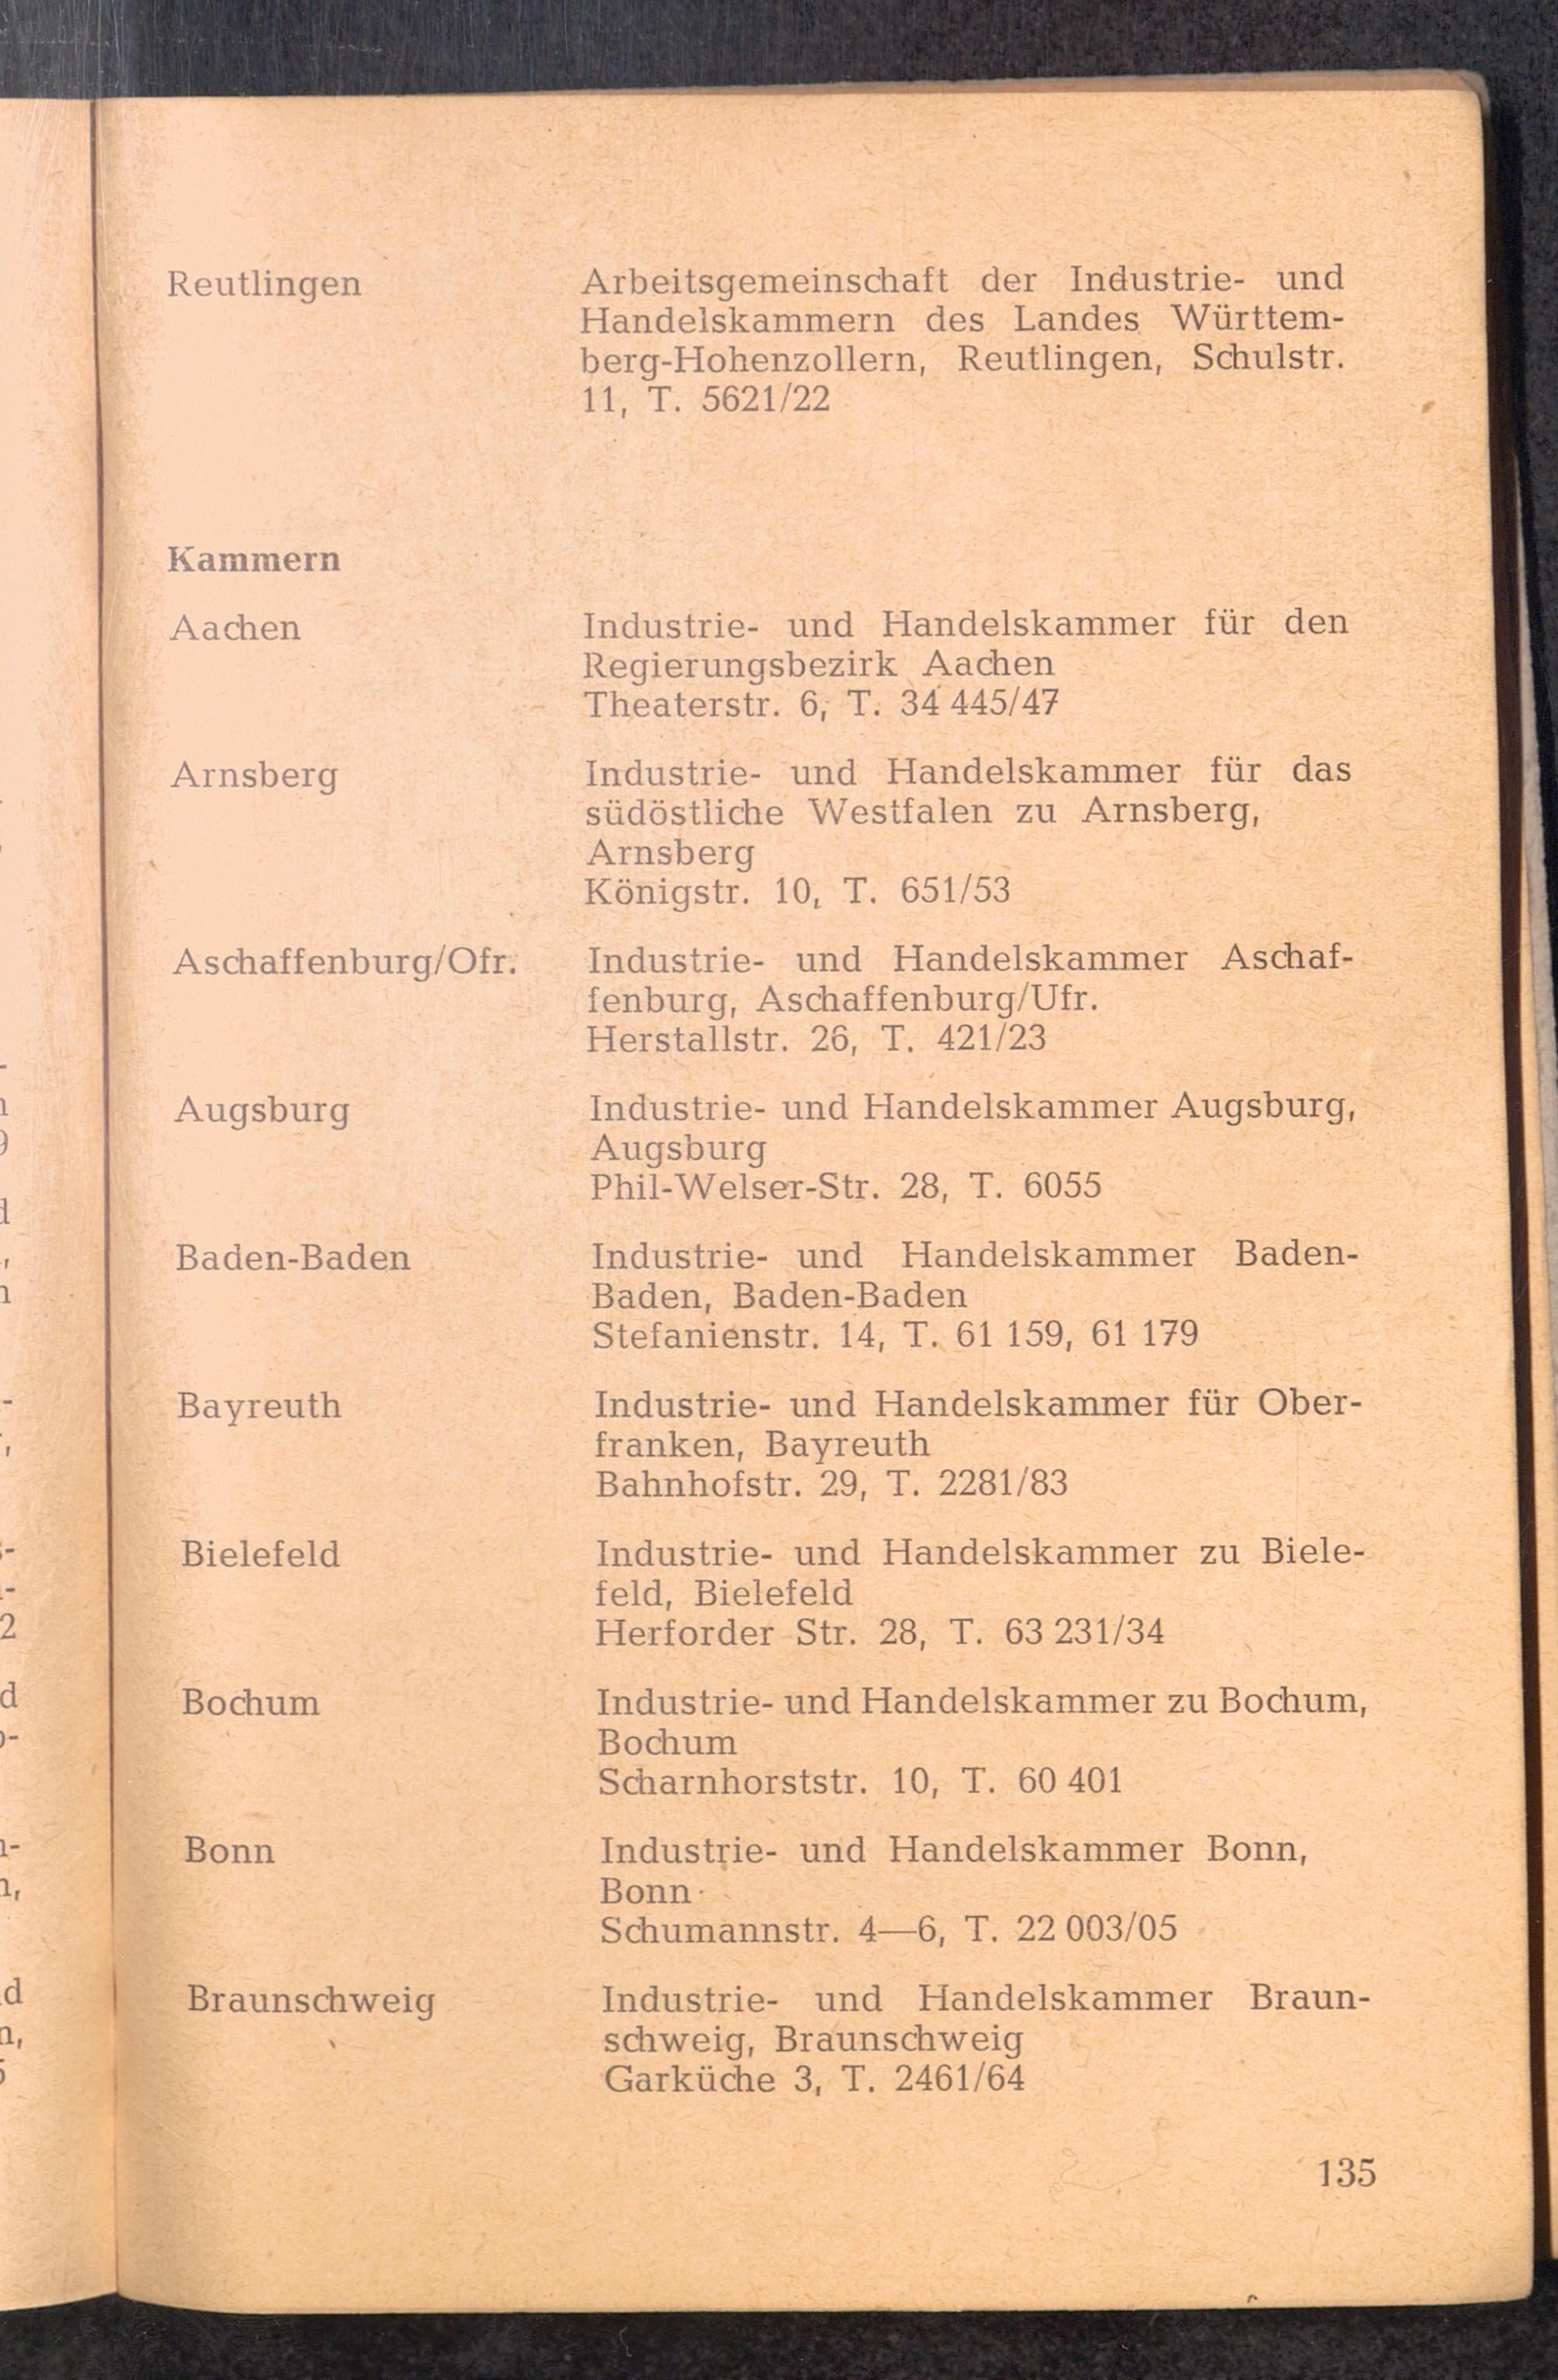 Reutlingen
Arbeitsgemeinschaft der Industrie- und
Handelskammern des Landes Württem-
berg-Hohenzollern, Reutlingen, Schulstr.
11, T. 5621/22
Kammern
Aachen
Industrie- und Handelskammer für den
Regierungsbezirk Aachen
Theaterstr. 6, T. 34 445/47
Arnsberg
Industrie- und Handelskammer für das
südöstliche Westfalen zu Arnsberg,
Arnsberg
Königstr. 10, T. 651/53
Aschaffenburg/Ofr.
Industrie- und Handelskammer Aschaf-
fenburg, Aschaffenburg/Ufr.
Herstallstr. 26, T. 421/23
Augsburg
Industrie- und Handelskammer Augsburg,
Augsburg
Phil-Welser-Str. 28, T. 6055
Baden-Baden
Industrie- und Handelskammer Baden-
Baden, Baden-Baden
Stefanienstr. 14, T. 61 159, 61 179
Bayreuth
Industrie- und Handelskammer für Ober-
franken, Bayreuth
Bahnhofstr. 29, T. 2281/83
Bielefeld
Industrie- und Handelskammer zu Biele-
feld, Bielefeld
Herforder Str. 28, T. 63 231/34
Bochum
Industrie- und Handelskammer zu Bochum,
Bochum
Scharnhorststr. 10, T. 60 401
Bonn
Industrie- und Handelskammer Bonn,
Bonn
Schumannstr. 4—6, T. 22 003/05
Braunschweig
Industrie- und Handelskammer Braun-
schweig, Braunschweig
Garküche 3, T. 2461/64
135